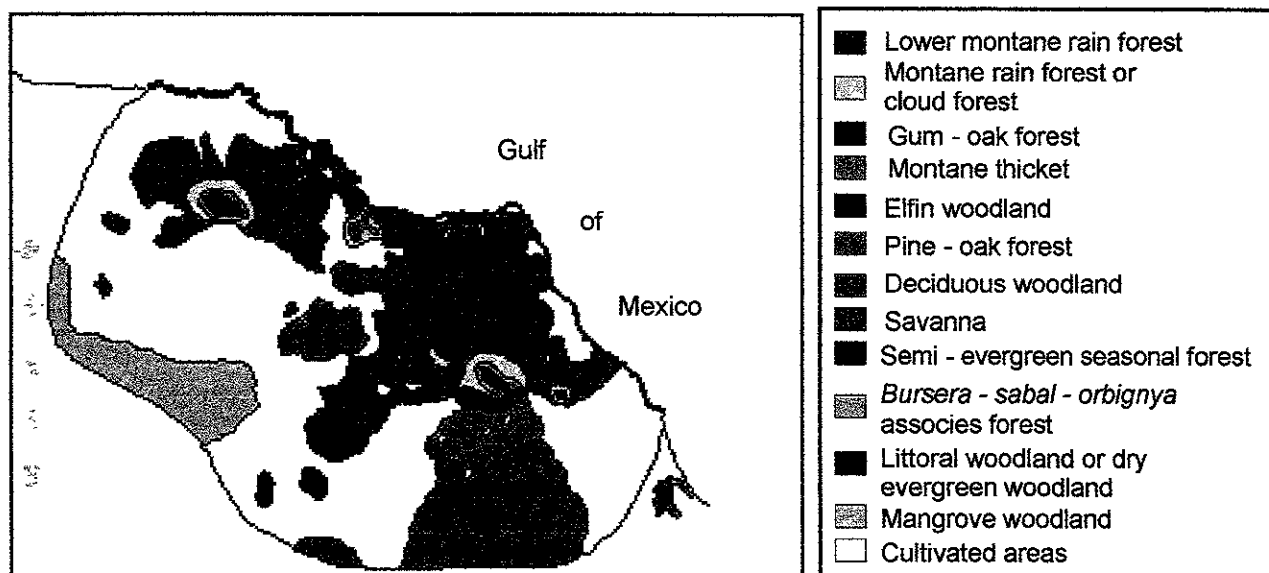 Gulf
of
Mexico
Lower montane rain forest
Montane rain forest or
cloud forest
Gum - oak forest
Montane thicket
Elfin woodland
Pine - oak forest
Deciduous woodland
Savanna
Semi - evergreen seasonal forest
Bursera - sabal - orbignya
associes forest
Littoral woodland or dry
evergreen woodland
Mangrove woodland
Cultivated areas